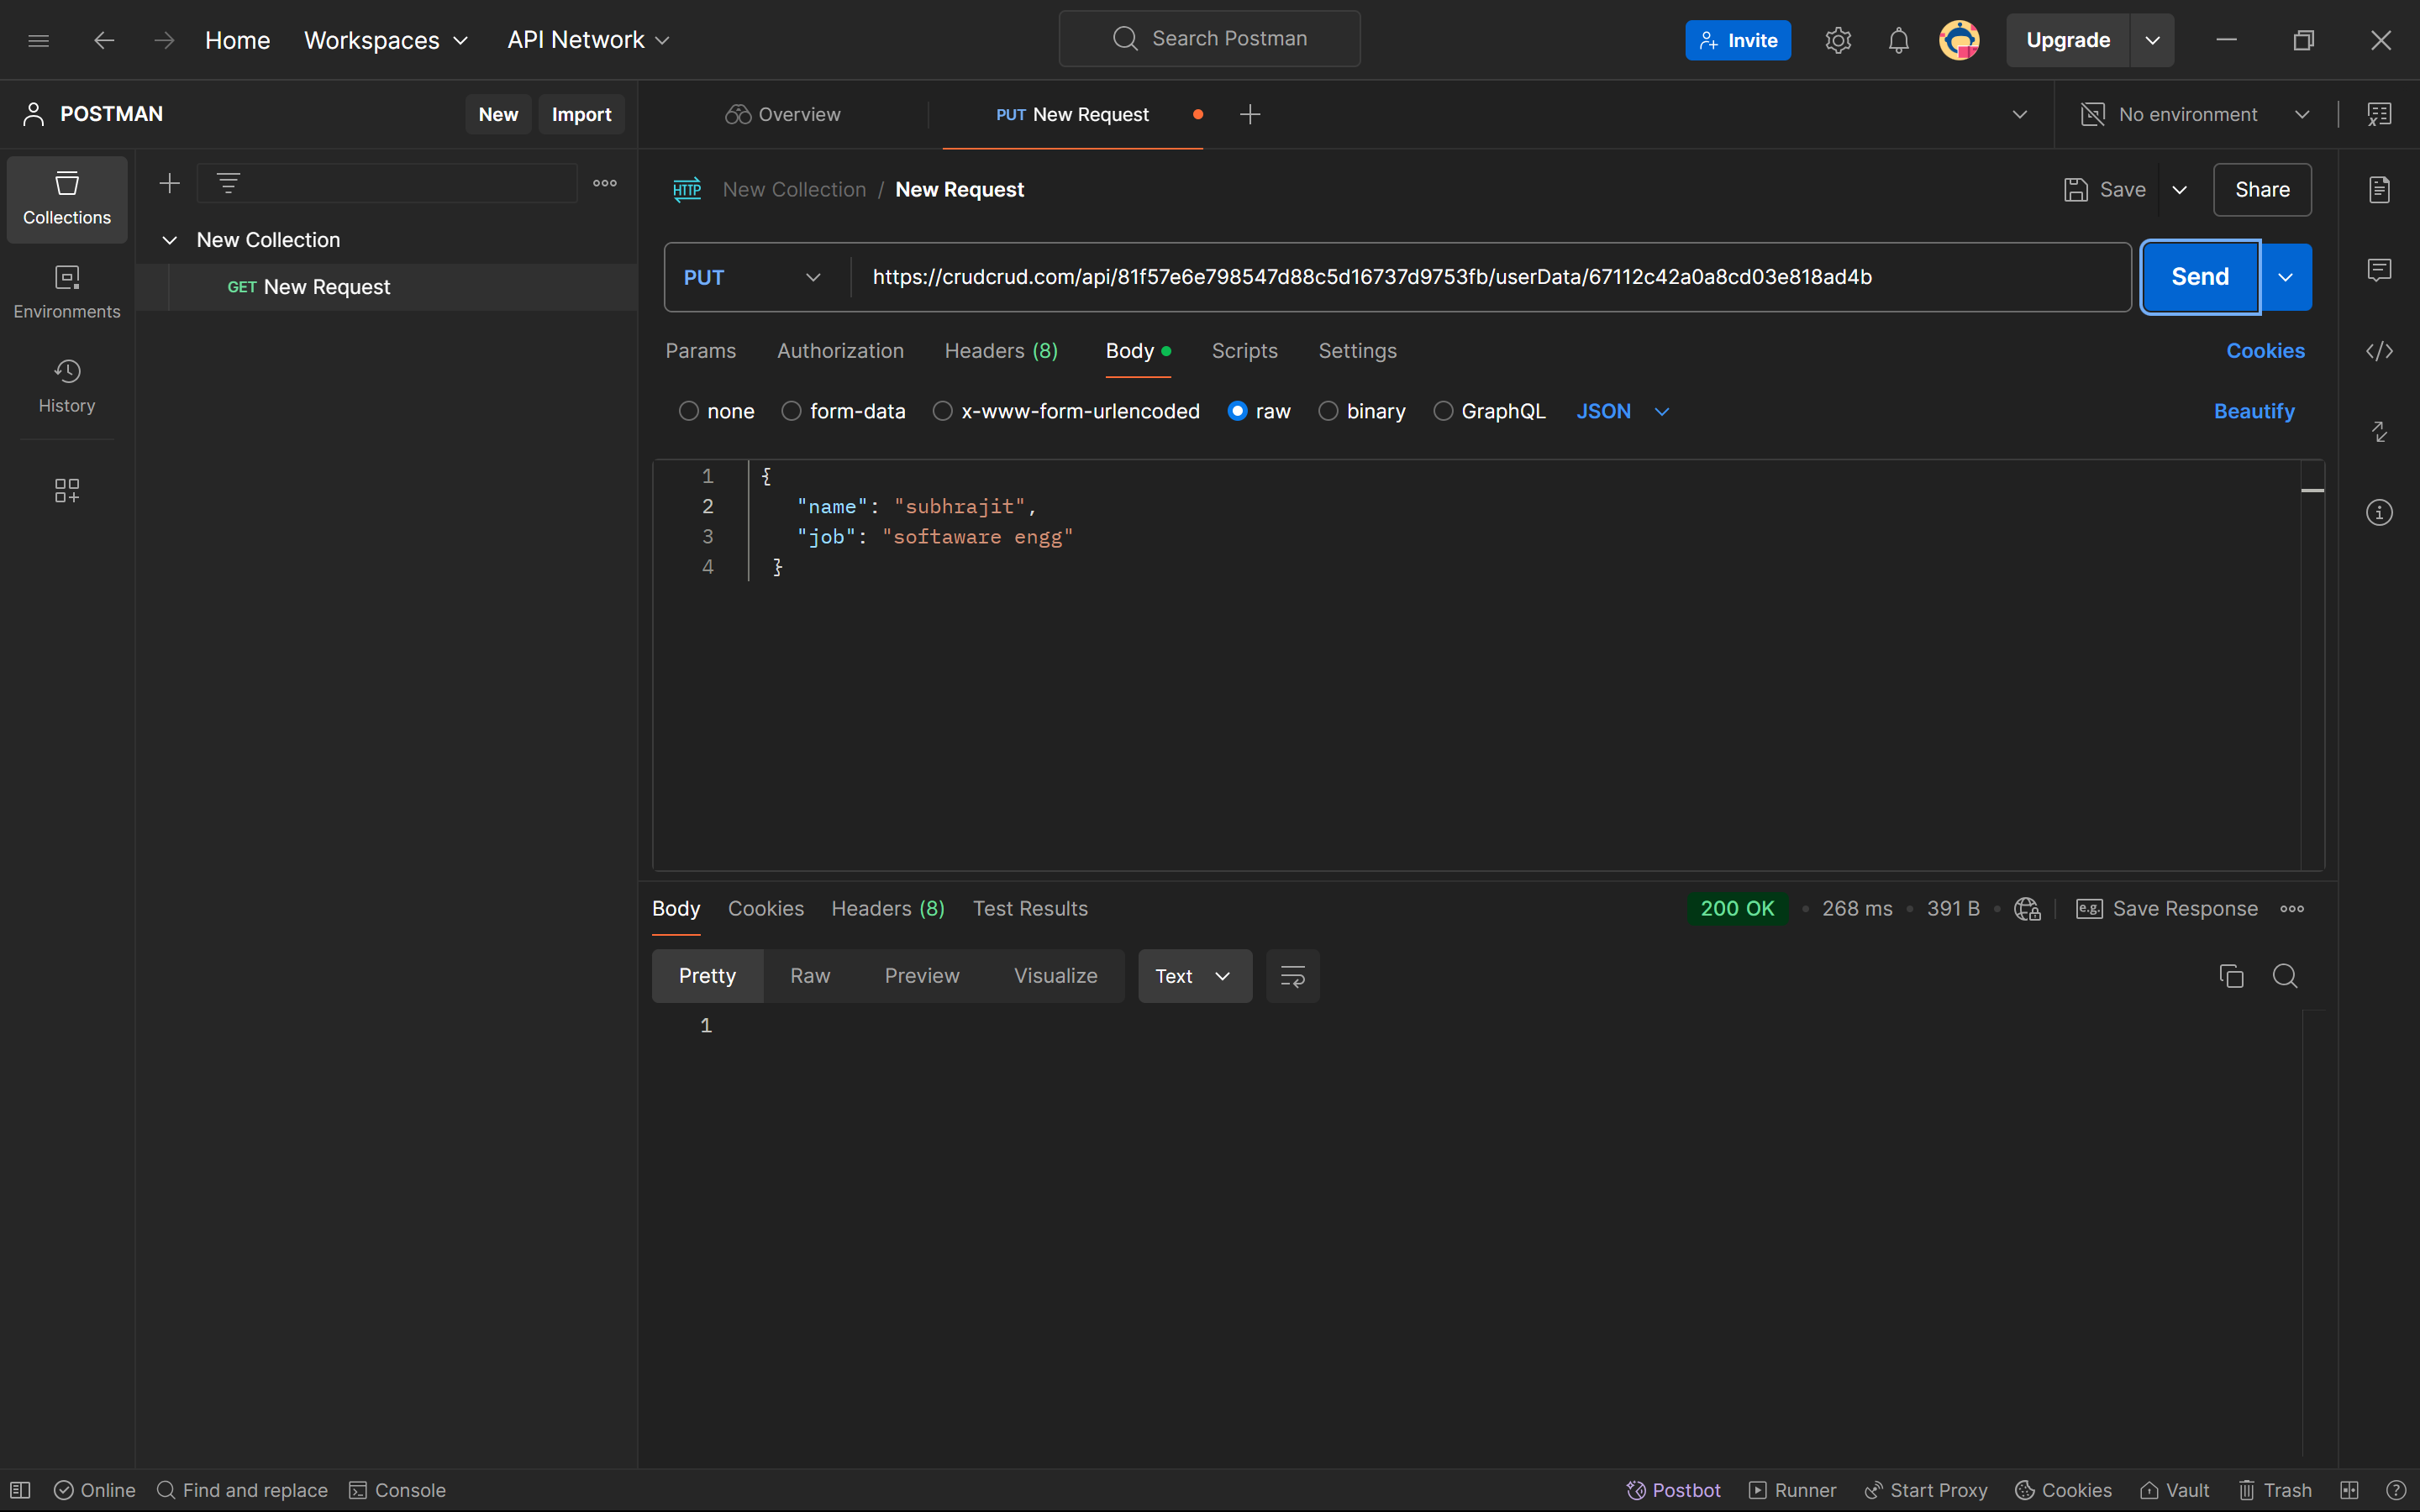 Home Workspaces API Network Search Postman Invite Upgrade
POSTMAN New Import Overview PUT New Request No environment
Collections
New Collection
GET New Request
Environments
History
HTTP New Collection / New Request Save Share
PUT https://crudcrud.com/api/81f57e6e798547d88c5d16737d9753fb/userData/67112c42a0a8cd03e818ad4b Send
Params Authorization Headers (8) Body Scripts Settings Cookies
none form-data x-www-form-urlencoded raw binary GraphQL JSON Beautify
1 {
2 "name": "subhrajit",
3 "job": "softaware engg"
4 }
Body Cookies Headers (8) Test Results 200 OK 268 ms 391 B e.g. Save Response
Pretty Raw Preview Visualize Text
1
Online Find and replace Console Postbot Runner Start Proxy Cookies Vault Trash